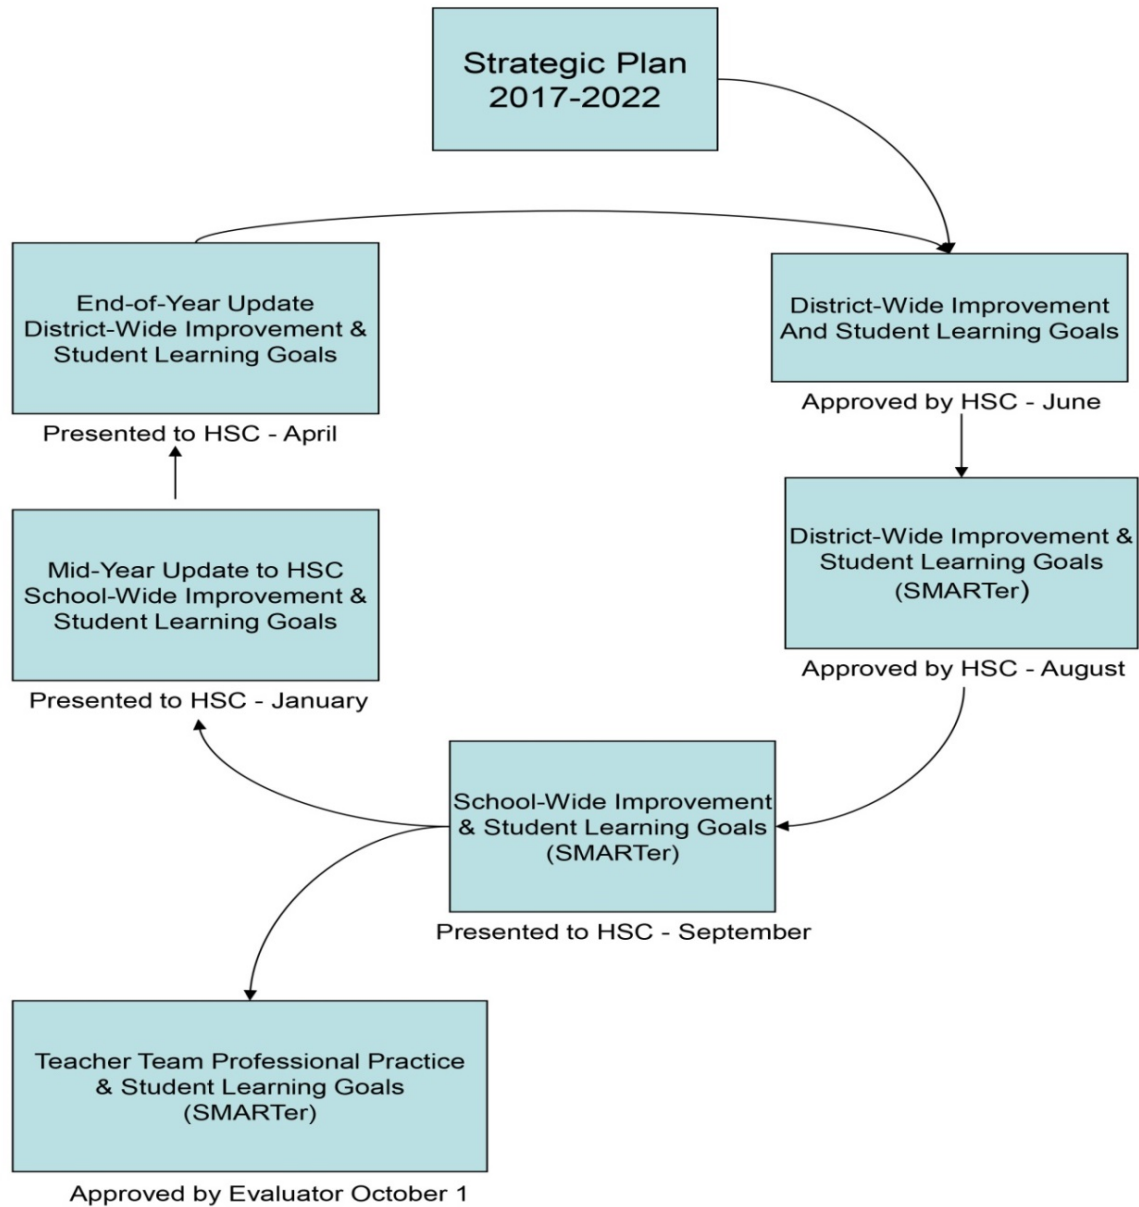 Strategic Plan
2017-2022
End-of-Year Update
District-Wide Improvement &
Student Learning Goals
Presented to HSC - April
District-Wide Improvement
And Student Learning Goals
Approved by HSC - June
Mid-Year Update to HSC
School-Wide Improvement &
Student Learning Goals
Presented to HSC - January
District-Wide Improvement &
Student Learning Goals
(SMARTer)
Approved by HSC - August
School-Wide Improvement
& Student Learning Goals
(SMARTer)
Presented to HSC - September
Teacher Team Professional Practice
& Student Learning Goals
(SMARTer)
Approved by Evaluator October 1